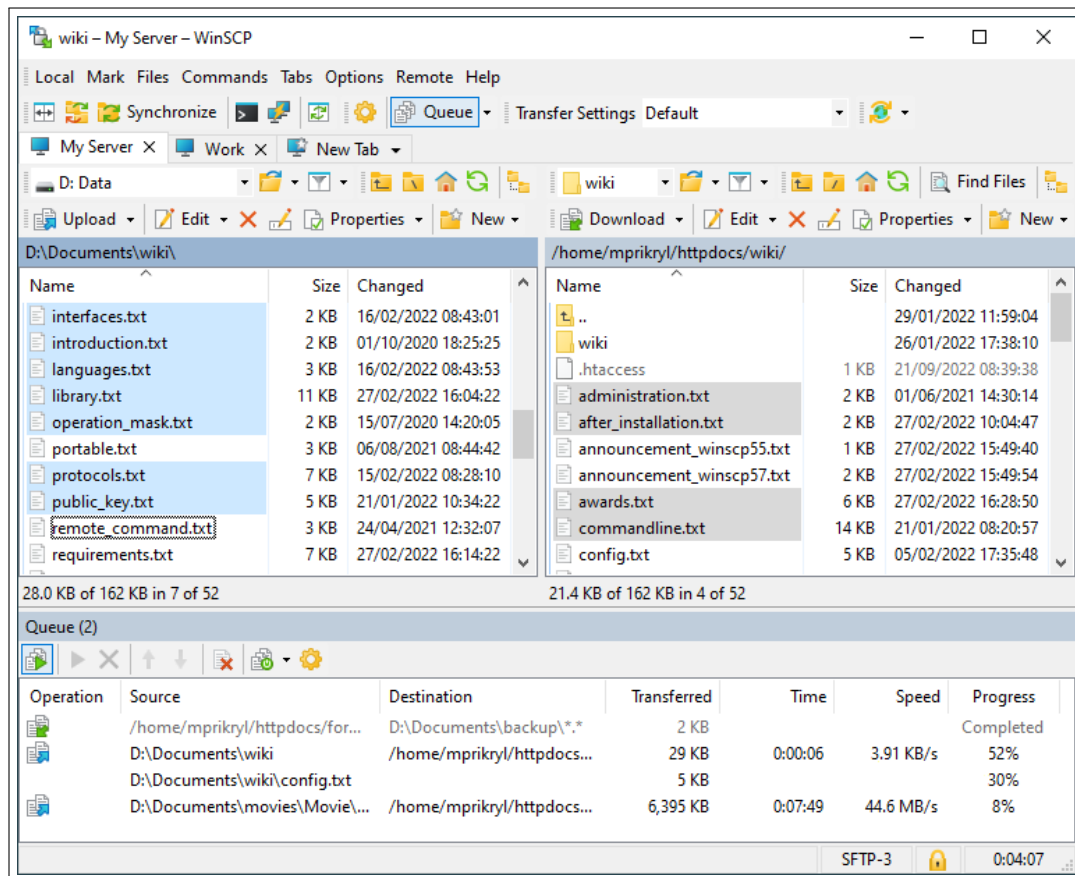 wiki – My Server – WinSCP
Local Mark Files Commands Tabs Options Remote Help
Synchronize Queue Transfer Settings Default
My Server Work New Tab
D: Data wiki Find Files
Upload Edit Properties New Download Edit Properties New
D:\Documents\wiki\ /home/mprikryl/httpdocs/wiki/
Name Size Changed Name Size Changed
interfaces.txt 2 KB 16/02/2022 08:43:01 .. 29/01/2022 11:59:04
introduction.txt 2 KB 01/10/2020 18:25:25 wiki 26/01/2022 17:38:10
languages.txt 3 KB 16/02/2022 08:43:53 .htaccess 1 KB 21/09/2022 08:39:38
library.txt 11 KB 27/02/2022 16:04:22 administration.txt 2 KB 01/06/2021 14:30:14
operation_mask.txt 2 KB 15/07/2020 14:20:05 after_installation.txt 2 KB 27/02/2022 10:04:47
portable.txt 3 KB 06/08/2021 08:44:42 announcement_winscp55.txt 1 KB 27/02/2022 15:49:40
protocols.txt 7 KB 15/02/2022 08:28:10 announcement_winscp57.txt 2 KB 27/02/2022 15:49:54
public_key.txt 5 KB 21/01/2022 10:34:22 awards.txt 6 KB 27/02/2022 16:28:50
remote_command.txt 3 KB 24/04/2021 12:32:07 commandline.txt 14 KB 21/01/2022 08:20:57
requirements.txt 7 KB 27/02/2022 16:14:22 config.txt 5 KB 05/02/2022 17:35:48
28.0 KB of 162 KB in 7 of 52 21.4 KB of 162 KB in 4 of 52
Queue (2)
Operation Source Destination Transferred Time Speed Progress
/home/mprikryl/httpdocs/for... D:\Documents\backup\*.* 2 KB Completed
D:\Documents\wiki /home/mprikryl/httpdocs... 29 KB 0:00:06 3.91 KB/s 52%
D:\Documents\wiki\config.txt 5 KB 30%
D:\Documents\movies\Movie\... /home/mprikryl/httpdocs... 6,395 KB 0:07:49 44.6 MB/s 8%
SFTP-3 0:04:07